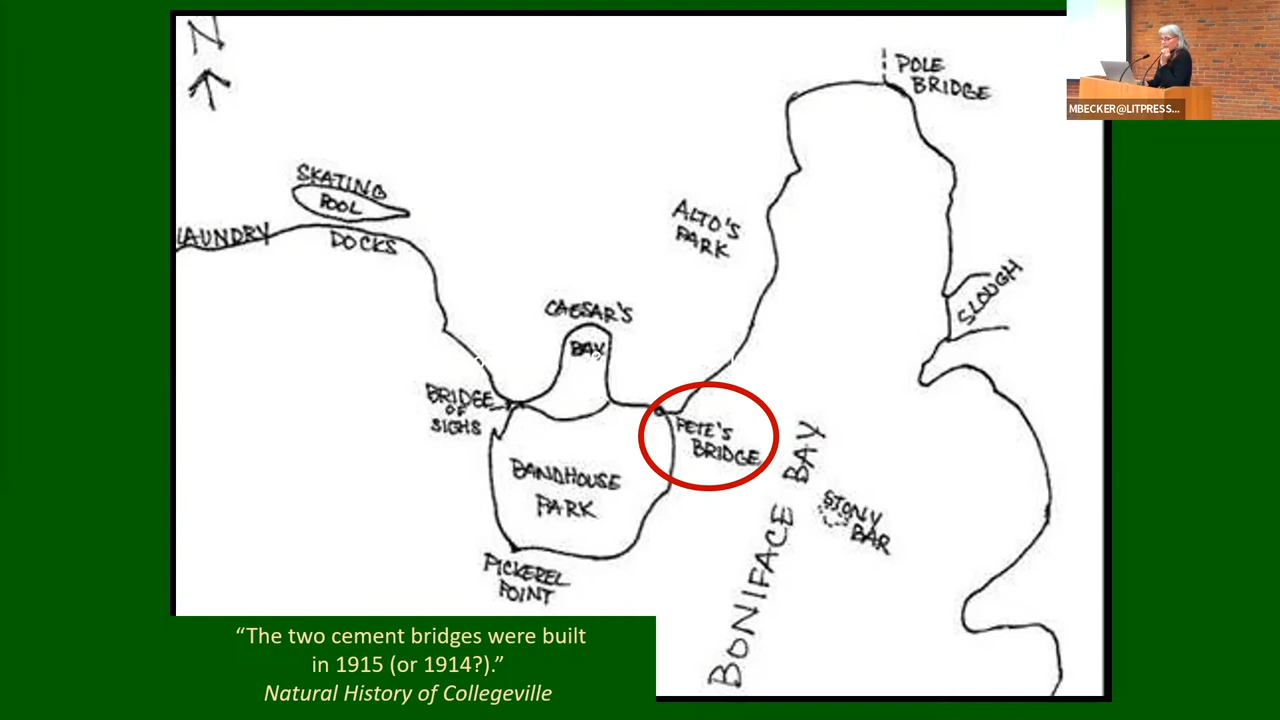 N
POLE
BRIDGE
SKATING
POOL
LAUNDRY
DOCKS
ALTO'S
PARK
SLOUGH
CAESAR'S
BAY
BRIDGE
OF
SIGHS
PETE'S
BRIDGE
BANDHOUSE
PARK
STONY
BAR
PICKEREL
POINT
BONIFACE BAY
“The two cement bridges were built
in 1915 (or 1914?).”
Natural History of Collegeville
MBECKER@LITPRESS...